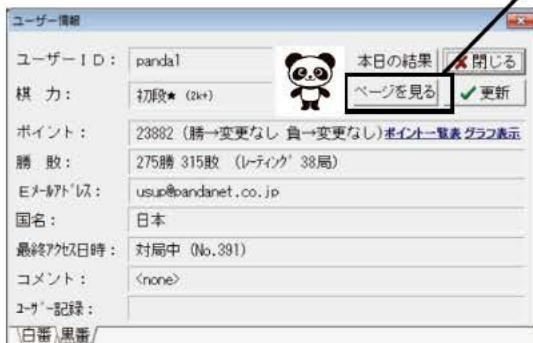 ユーザー情報
ユーザーID: panda1 本日の結果 閉じる
棋 力: 初段★ (2k+) ページを見る 更新
ポイント: 23882 (勝→変更なし 負→変更なし)ポイント一覧表 グラフ表示
勝 敗: 275勝 315敗 (レーティング 38局)
Eメールアドレス: usup@pandanet.co.jp
国名: 日本
最終アクセス日時: 対局中 (No.391)
コメント: <none>
ユーザー記録:
白番 黒番